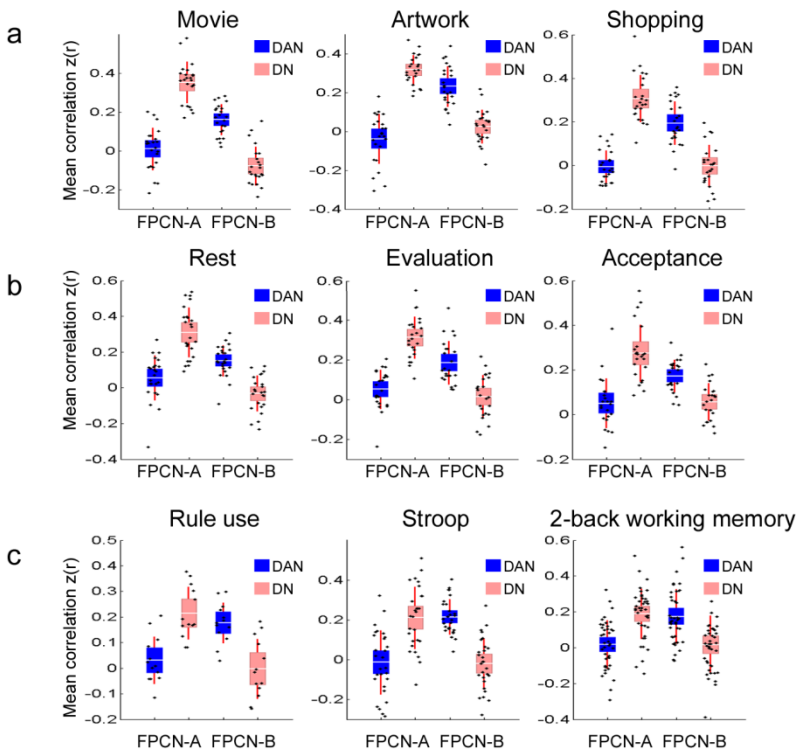 a
Movie
Artwork
Shopping
Mean correlation z(r)
0.4
0.2
0
-0.2
DAN
DN
FPCN-A FPCN-B
0.4
0.2
0
-0.2
-0.4
DAN
DN
FPCN-A FPCN-B
0.6
0.4
0.2
0
-0.2
DAN
DN
FPCN-A FPCN-B
b
Rest
Evaluation
Acceptance
Mean correlation z(r)
0.6
0.4
0.2
0
-0.2
-0.4
DAN
DN
FPCN-A FPCN-B
0.6
0.4
0.2
0
-0.2
DAN
DN
FPCN-A FPCN-B
0.6
0.4
0.2
0
-0.2
DAN
DN
FPCN-A FPCN-B
c
Rule use
Stroop
2-back working memory
Mean correlation z(r)
0.5
0.4
0.3
0.2
0.1
0
-0.1
-0.2
DAN
DN
FPCN-A FPCN-B
0.6
0.4
0.2
0
-0.2
DAN
DN
FPCN-A FPCN-B
0.6
0.4
0.2
0
-0.2
-0.4
DAN
DN
FPCN-A FPCN-B